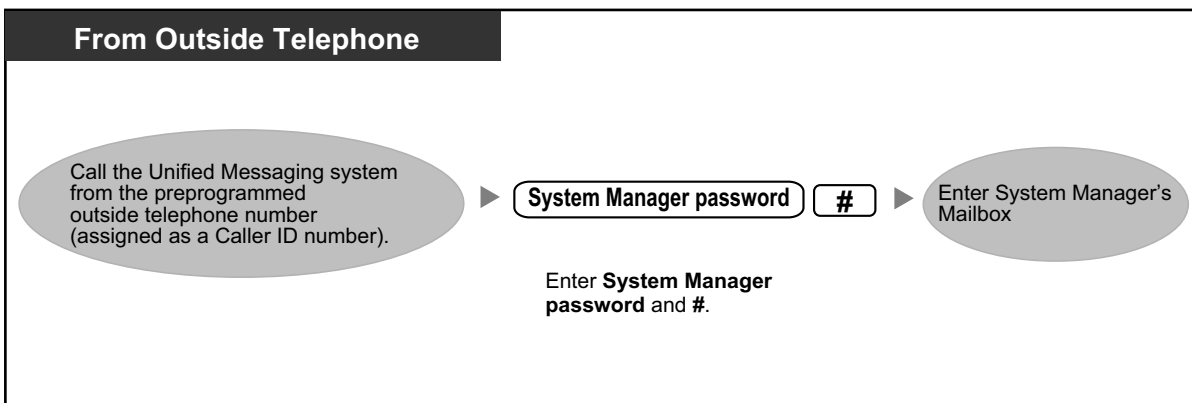 From Outside Telephone
Call the Unified Messaging system
from the preprogrammed
outside telephone number
(assigned as a Caller ID number).
System Manager password
#
Enter System Manager
password and #.
Enter System Manager's
Mailbox